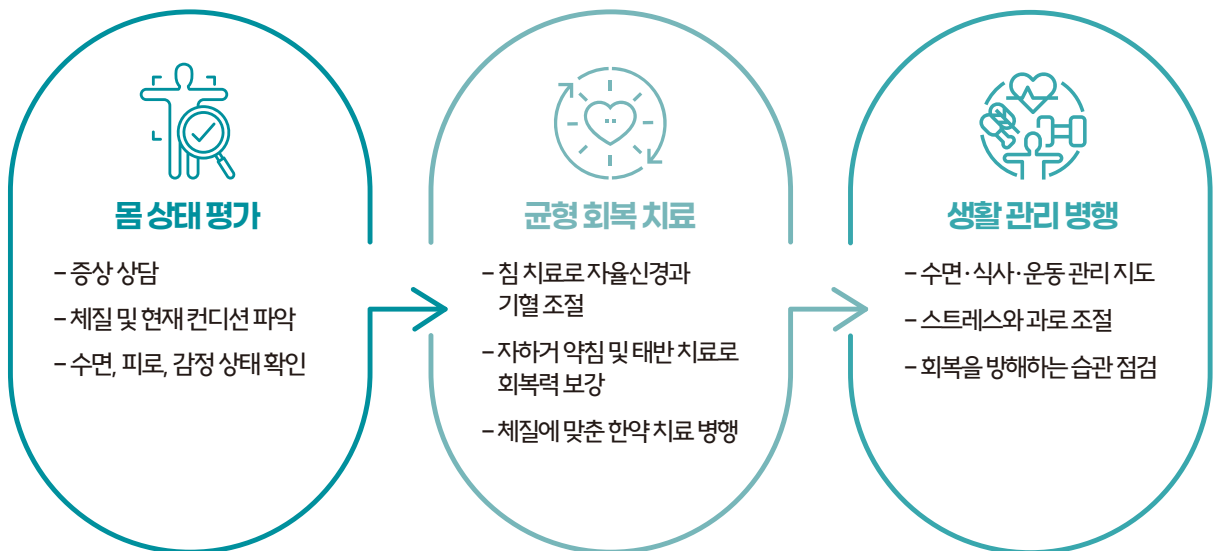 몸 상태 평가
– 증상 상담
– 체질 및 현재 컨디션 파악
– 수면, 피로, 감정 상태 확인
균형 회복 치료
– 침 치료로 자율신경과
기혈 조절
– 자하거 약침 및 태반 치료로
회복력 보강
– 체질에 맞춘 한약 치료 병행
생활 관리 병행
– 수면·식사·운동 관리 지도
– 스트레스와 과로 조절
– 회복을 방해하는 습관 점검